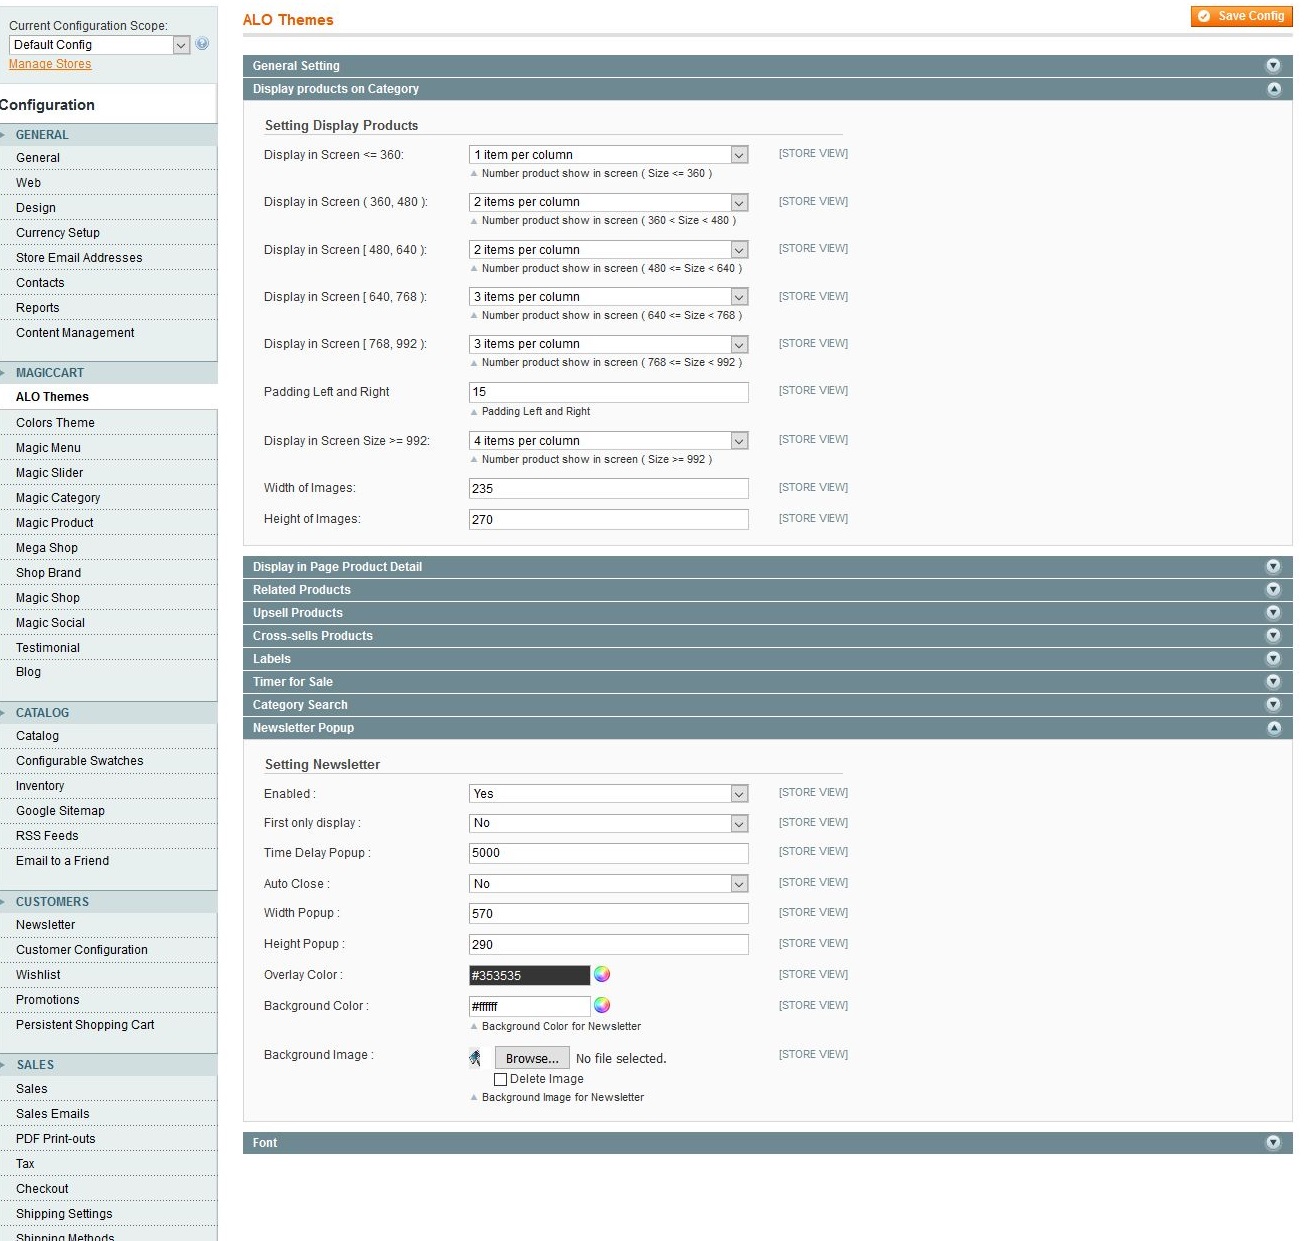 Current Configuration Scope:
Default Config
Manage Stores
Configuration
GENERAL
General
Web
Design
Currency Setup
Store Email Addresses
Contacts
Reports
Content Management
MAGICCART
ALO Themes
Colors Theme
Magic Menu
Magic Slider
Magic Category
Magic Product
Mega Shop
Shop Brand
Magic Shop
Magic Social
Testimonial
Blog
CATALOG
Catalog
Configurable Swatches
Inventory
Google Sitemap
RSS Feeds
Email to a Friend
CUSTOMERS
Newsletter
Customer Configuration
Wishlist
Promotions
Persistent Shopping Cart
SALES
Sales
Sales Emails
PDF Print-outs
Tax
Checkout
Shipping Settings
Shipping Methods
ALO Themes
Save Config
General Setting
Display products on Category
Setting Display Products
Display in Screen <= 360: 1 item per column [STORE VIEW]
Number product show in screen ( Size <= 360 )
Display in Screen ( 360, 480 ): 2 items per column [STORE VIEW]
Number product show in screen ( 360 < Size < 480 )
Display in Screen [ 480, 640 ): 2 items per column [STORE VIEW]
Number product show in screen ( 480 <= Size < 640 )
Display in Screen [ 640, 768 ): 3 items per column [STORE VIEW]
Number product show in screen ( 640 <= Size < 768 )
Display in Screen [ 768, 992 ): 3 items per column [STORE VIEW]
Number product show in screen ( 768 <= Size < 992 )
Padding Left and Right 15 [STORE VIEW]
Padding Left and Right
Display in Screen Size >= 992: 4 items per column [STORE VIEW]
Number product show in screen ( Size >= 992 )
Width of Images: 235 [STORE VIEW]
Height of Images: 270 [STORE VIEW]
Display in Page Product Detail
Related Products
Upsell Products
Cross-sells Products
Labels
Timer for Sale
Category Search
Newsletter Popup
Setting Newsletter
Enabled : Yes [STORE VIEW]
First only display : No [STORE VIEW]
Time Delay Popup : 5000 [STORE VIEW]
Auto Close : No [STORE VIEW]
Width Popup : 570 [STORE VIEW]
Height Popup : 290 [STORE VIEW]
Overlay Color : #353535 [STORE VIEW]
Background Color : #ffffff [STORE VIEW]
Background Color for Newsletter
Background Image : Browse... No file selected. [STORE VIEW]
Delete Image
Background Image for Newsletter
Font